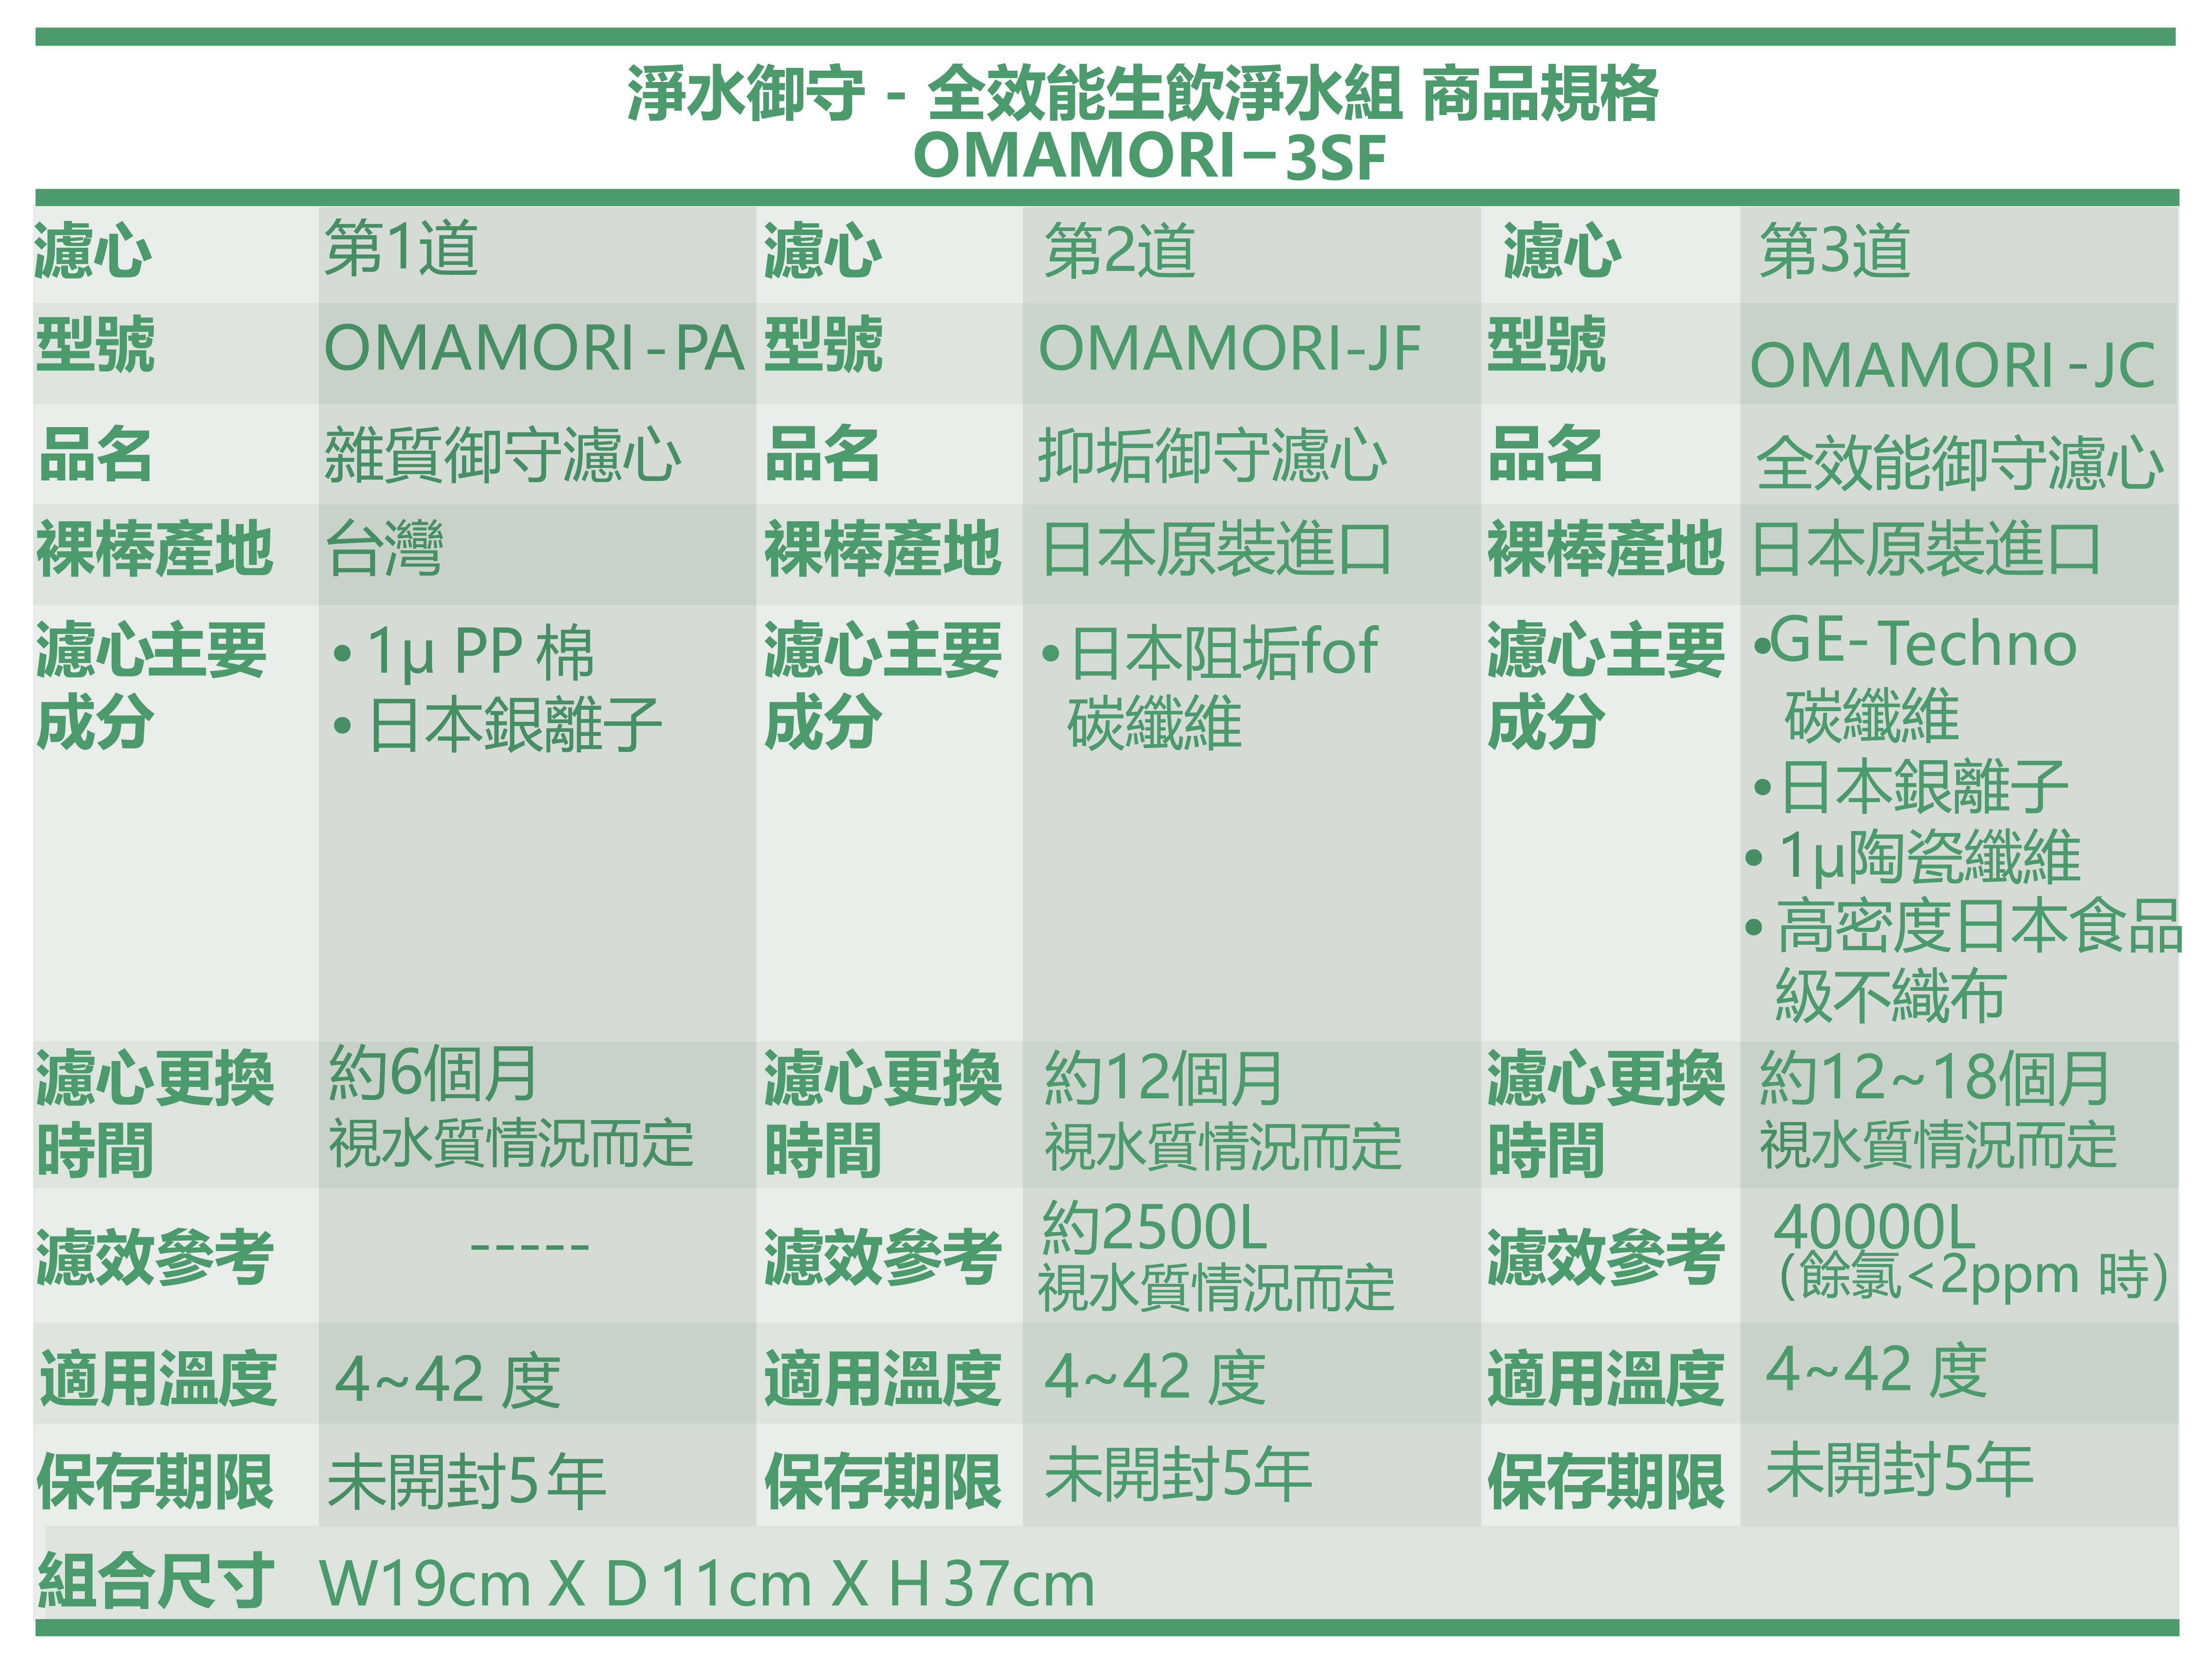 淨水御守 - 全效能生飲淨水組 商品規格
OMAMORI－3SF
濾心 第1道 濾心 第2道 濾心 第3道
型號 OMAMORI-PA 型號 OMAMORI-JF 型號 OMAMORI-JC
品名 雜質御守濾心 品名 抑垢御守濾心 品名 全效能御守濾心
裸棒產地 台灣 裸棒產地 日本原裝進口 裸棒產地 日本原裝進口
濾心主要
成分
• 1µ PP 棉
• 日本銀離子
濾心主要
成分
• 日本阻垢fof
碳纖維
濾心主要
成分
•GE-Techno
碳纖維
•日本銀離子
• 1µ陶瓷纖維
• 高密度日本食品
級不織布
濾心更換
時間
約6個月
視水質情況而定
濾心更換
時間
約12個月
視水質情況而定
濾心更換
時間
約12~18個月
視水質情況而定
濾效參考 -----
濾效參考
約2500L
視水質情況而定
濾效參考
40000L
(餘氯<2ppm 時)
適用溫度 4~42 度 適用溫度 4~42 度 適用溫度 4~42 度
保存期限 未開封5年 保存期限 未開封5年 保存期限 未開封5年
組合尺寸 W19cm X D11cm X H37cm